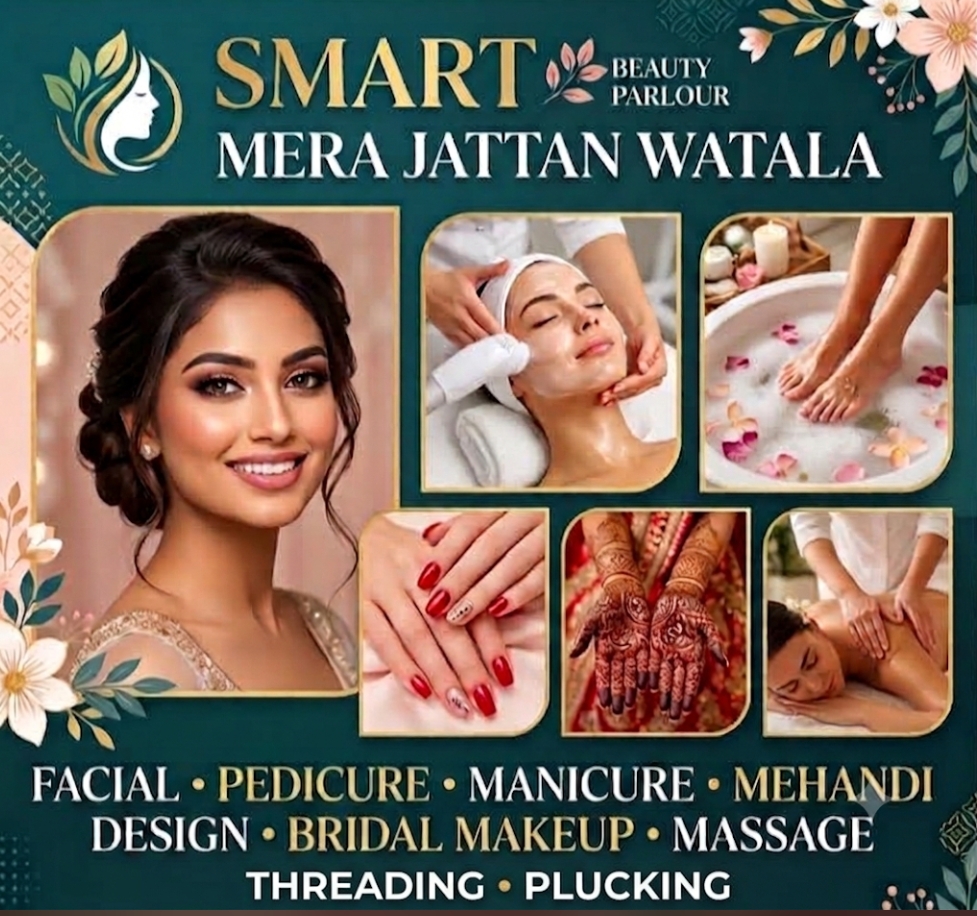 SMART BEAUTY
PARLOUR
MERA JATTAN WATALA
FACIAL • PEDICURE • MANICURE • MEHANDI
DESIGN • BRIDAL MAKEUP • MASSAGE
THREADING • PLUCKING